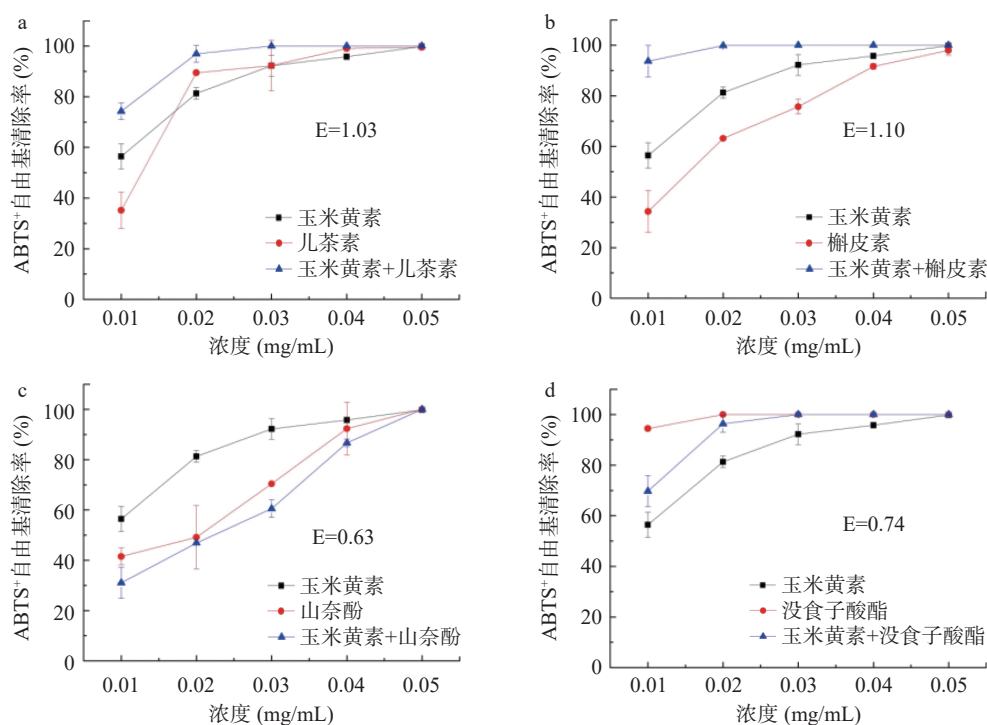 a
ABTS⁺自由基清除率 (%)
100
80
60
40
20
0
E=1.03
玉米黄素
儿茶素
玉米黄素+儿茶素
0.01 0.02 0.03 0.04 0.05
浓度 (mg/mL)
b
ABTS⁺自由基清除率 (%)
100
80
60
40
20
0
E=1.10
玉米黄素
槲皮素
玉米黄素+槲皮素
0.01 0.02 0.03 0.04 0.05
浓度 (mg/mL)
c
ABTS⁺自由基清除率 (%)
100
80
60
40
20
0
E=0.63
玉米黄素
山奈酚
玉米黄素+山奈酚
0.01 0.02 0.03 0.04 0.05
浓度 (mg/mL)
d
ABTS⁺自由基清除率 (%)
100
80
60
40
20
0
E=0.74
玉米黄素
没食子酸酯
玉米黄素+没食子酸酯
0.01 0.02 0.03 0.04 0.05
浓度 (mg/mL)